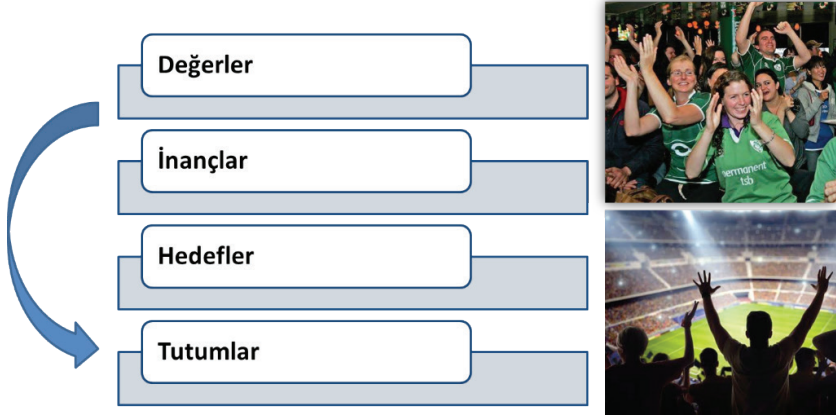 Değerler
İnançlar
Hedefler
Tutumlar
permanent
tsb